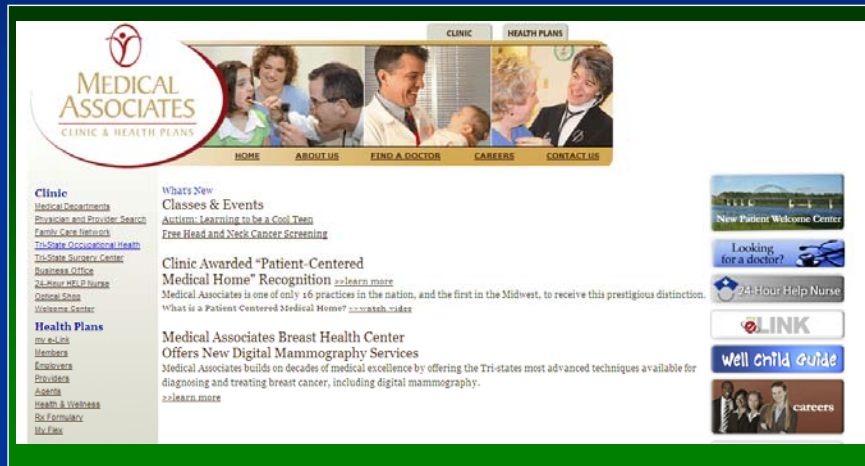 CLINIC
HEALTH PLANS
MEDICAL
ASSOCIATES
CLINIC & HEALTH PLANS
HOME
ABOUT US
FIND A DOCTOR
CAREERS
CONTACT US
Clinic
Medical Departments
Physician and Provider Search
Family Care Network
Tri-State Occupational Health
Tri-State Surgery Center
Business Office
24-Hour HELP Nurse
Optical Shop
Welcome Center
Health Plans
my e-Link
Members
Employers
Providers
Agents
Health & Wellness
Rx Formulary
My Flex
What's New
Classes & Events
Autism: Learning to be a Cool Teen
Free Head and Neck Cancer Screening
Clinic Awarded "Patient-Centered
Medical Home" Recognition >>learn more
Medical Associates is one of only 16 practices in the nation, and the first in the Midwest, to receive this prestigious distinction.
What is a Patient Centered Medical Home? >>watch video
Medical Associates Breast Health Center
Offers New Digital Mammography Services
Medical Associates builds on decades of medical excellence by offering the Tri-states most advanced techniques available for
diagnosing and treating breast cancer, including digital mammography.
>>learn more
New Patient Welcome Center
Looking
for a doctor?
24-Hour Help Nurse
eLINK
Well Child Guide
careers